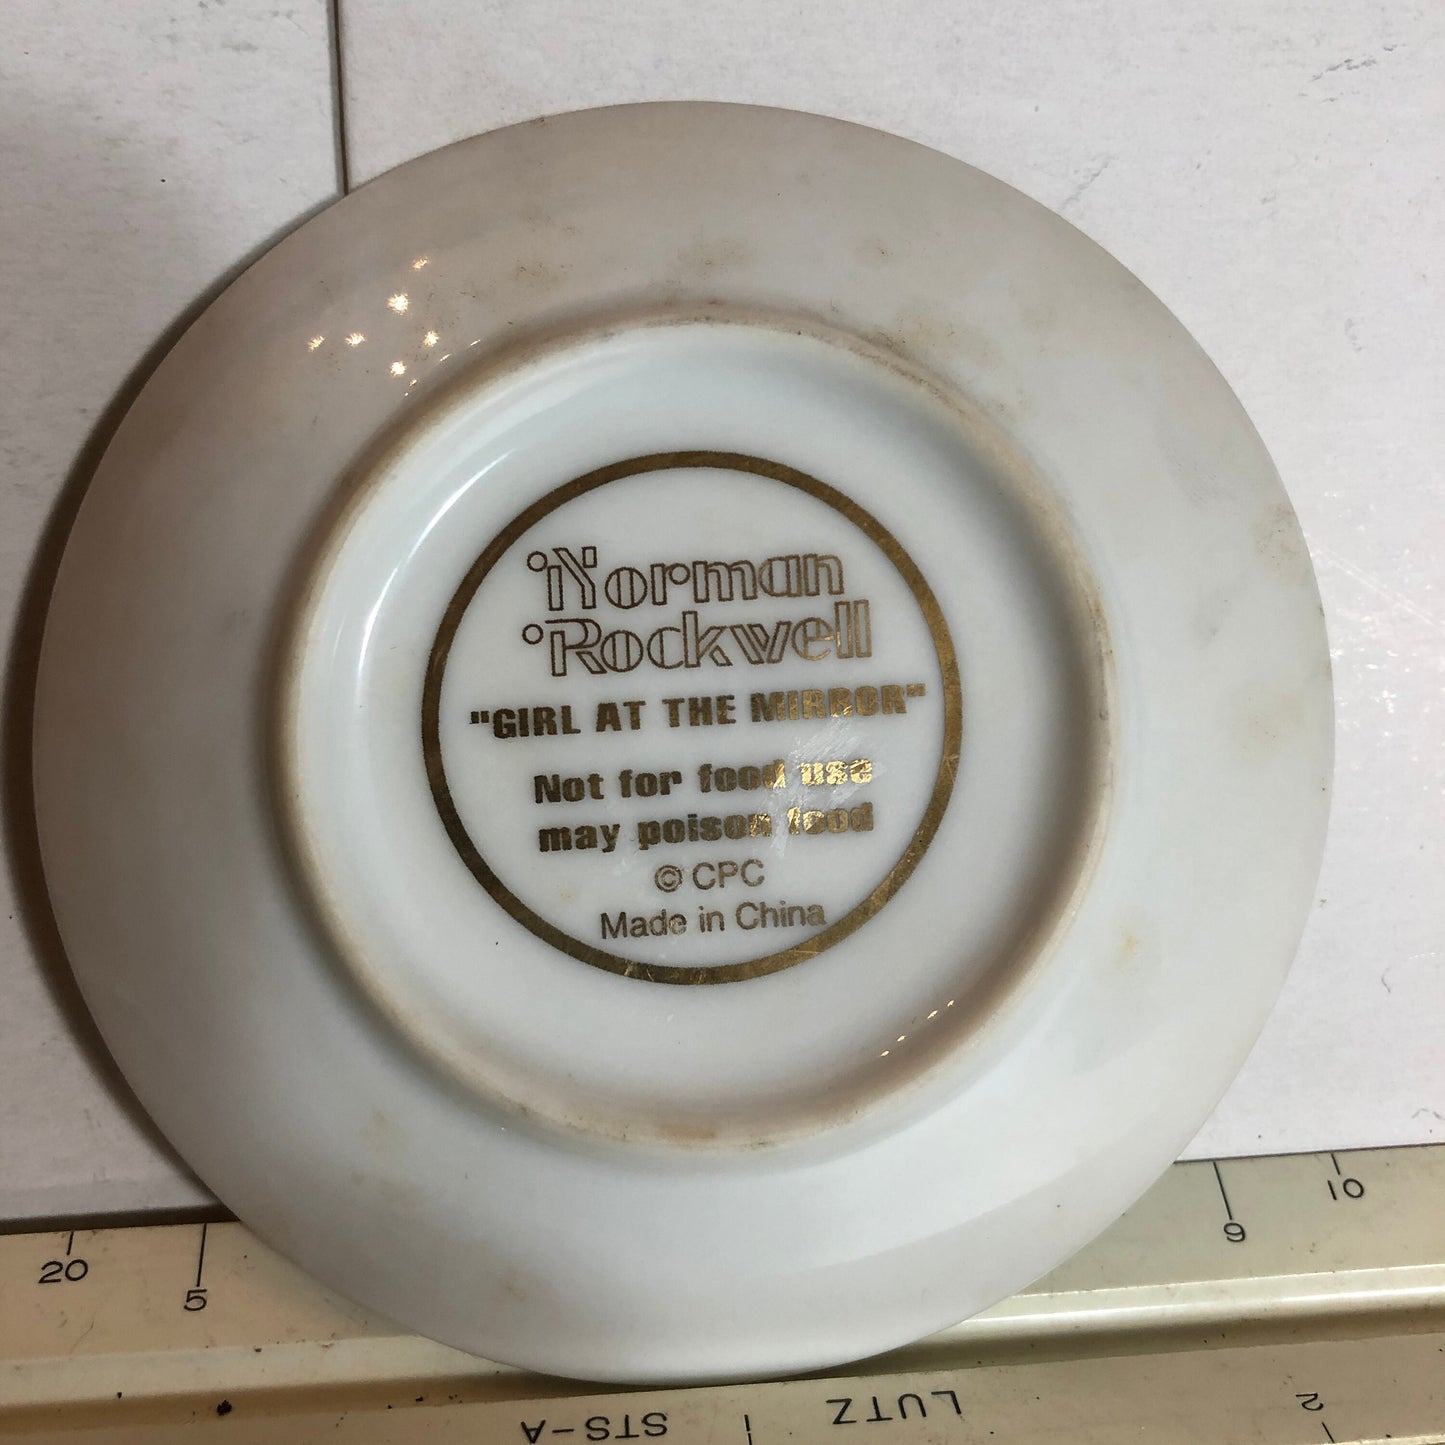 Norman
Rockwell
"GIRL AT THE MIRROR"
Not for food use
may poison food
© CPC
Made in China
20
5
9
10
STS-A
LUTZ
2